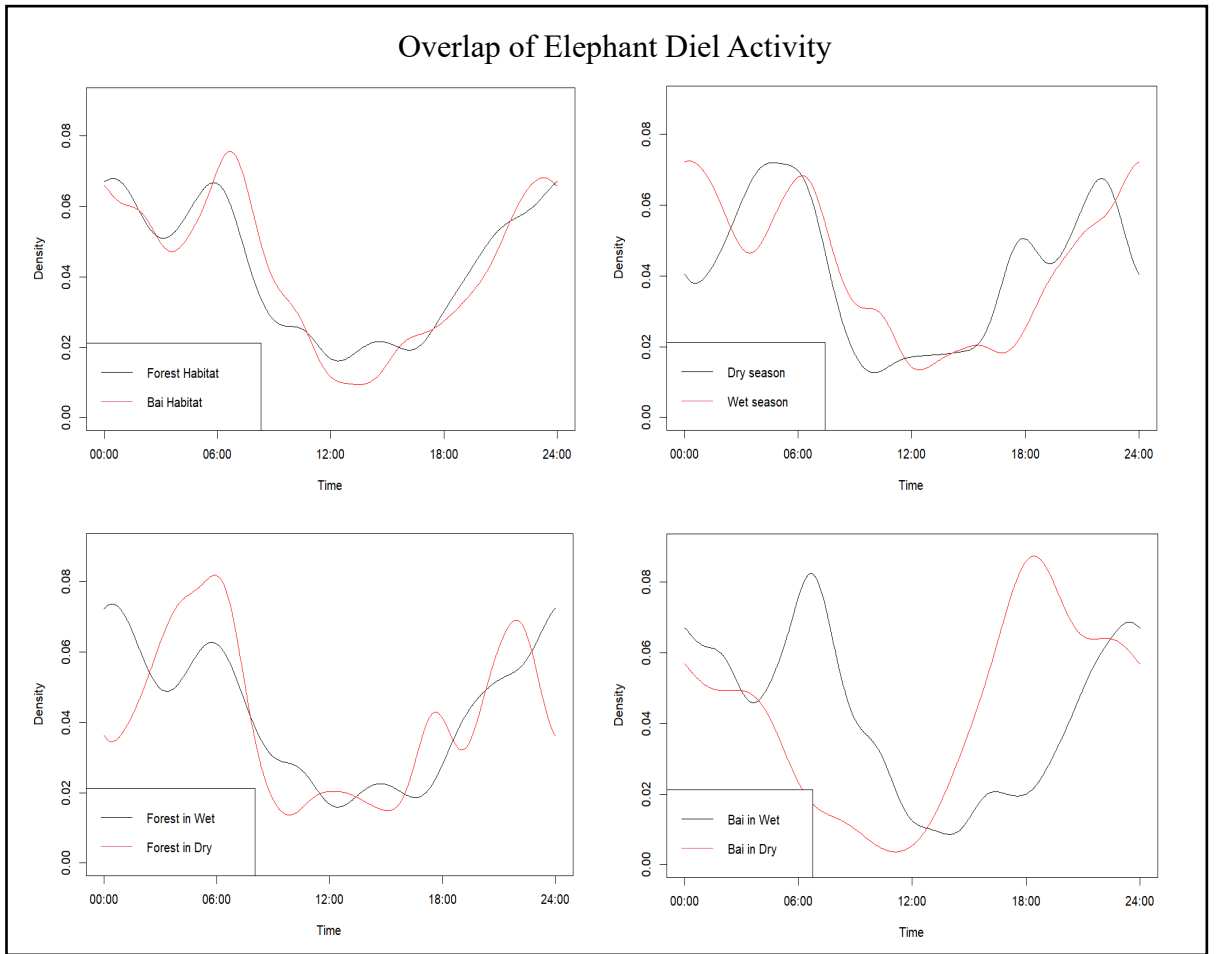 Overlap of Elephant Diel Activity
0.08
0.06
0.04
0.02
0.00
Density
Forest Habitat
Bai Habitat
00:00 06:00 12:00 18:00 24:00
Time
0.08
0.06
0.04
0.02
0.00
Density
Dry season
Wet season
00:00 06:00 12:00 18:00 24:00
Time
0.08
0.06
0.04
0.02
0.00
Density
Forest in Wet
Forest in Dry
00:00 06:00 12:00 18:00 24:00
Time
0.08
0.06
0.04
0.02
0.00
Density
Bai in Wet
Bai in Dry
00:00 06:00 12:00 18:00 24:00
Time